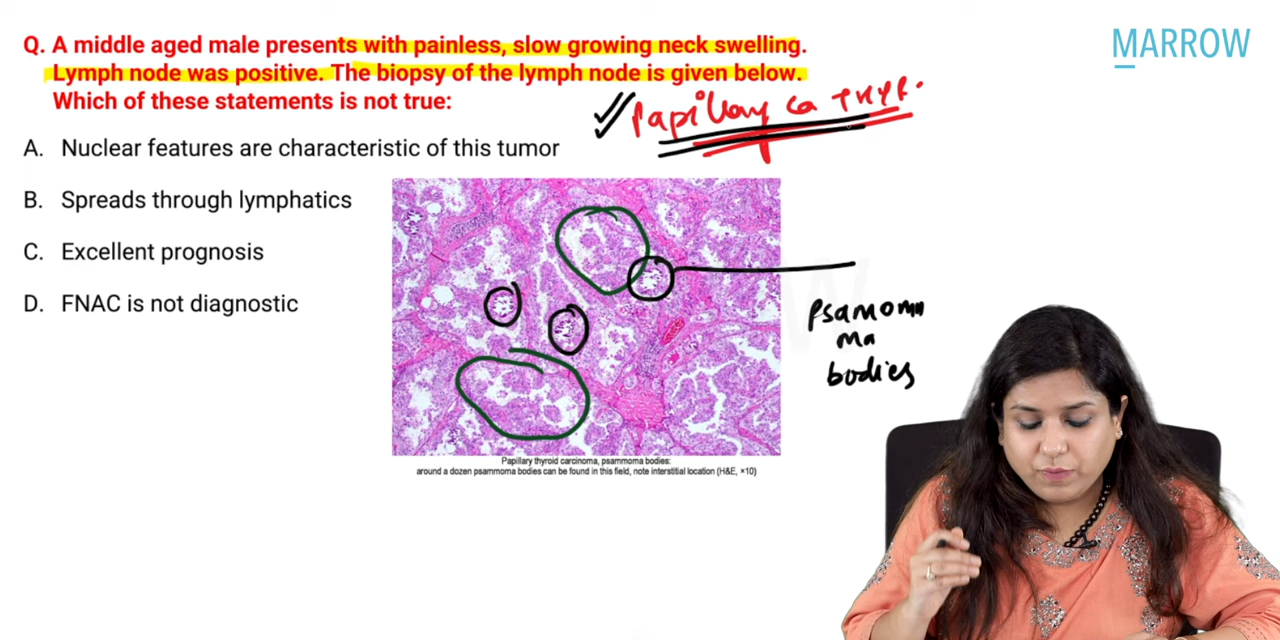 MARROW
Q. A middle aged male presents with painless, slow growing neck swelling.
Lymph node was positive. The biopsy of the lymph node is given below.
Which of these statements is not true:
Papillary ca
A. Nuclear features are characteristic of this tumor
B. Spreads through lymphatics
C. Excellent prognosis
D. FNAC is not diagnostic
Psamomm
Ma
bodies
Papillary thyroid carcinoma, psammoma bodies:
around a dozen psammoma bodies can be found in this field, note interstitial location (H&E, ×10)